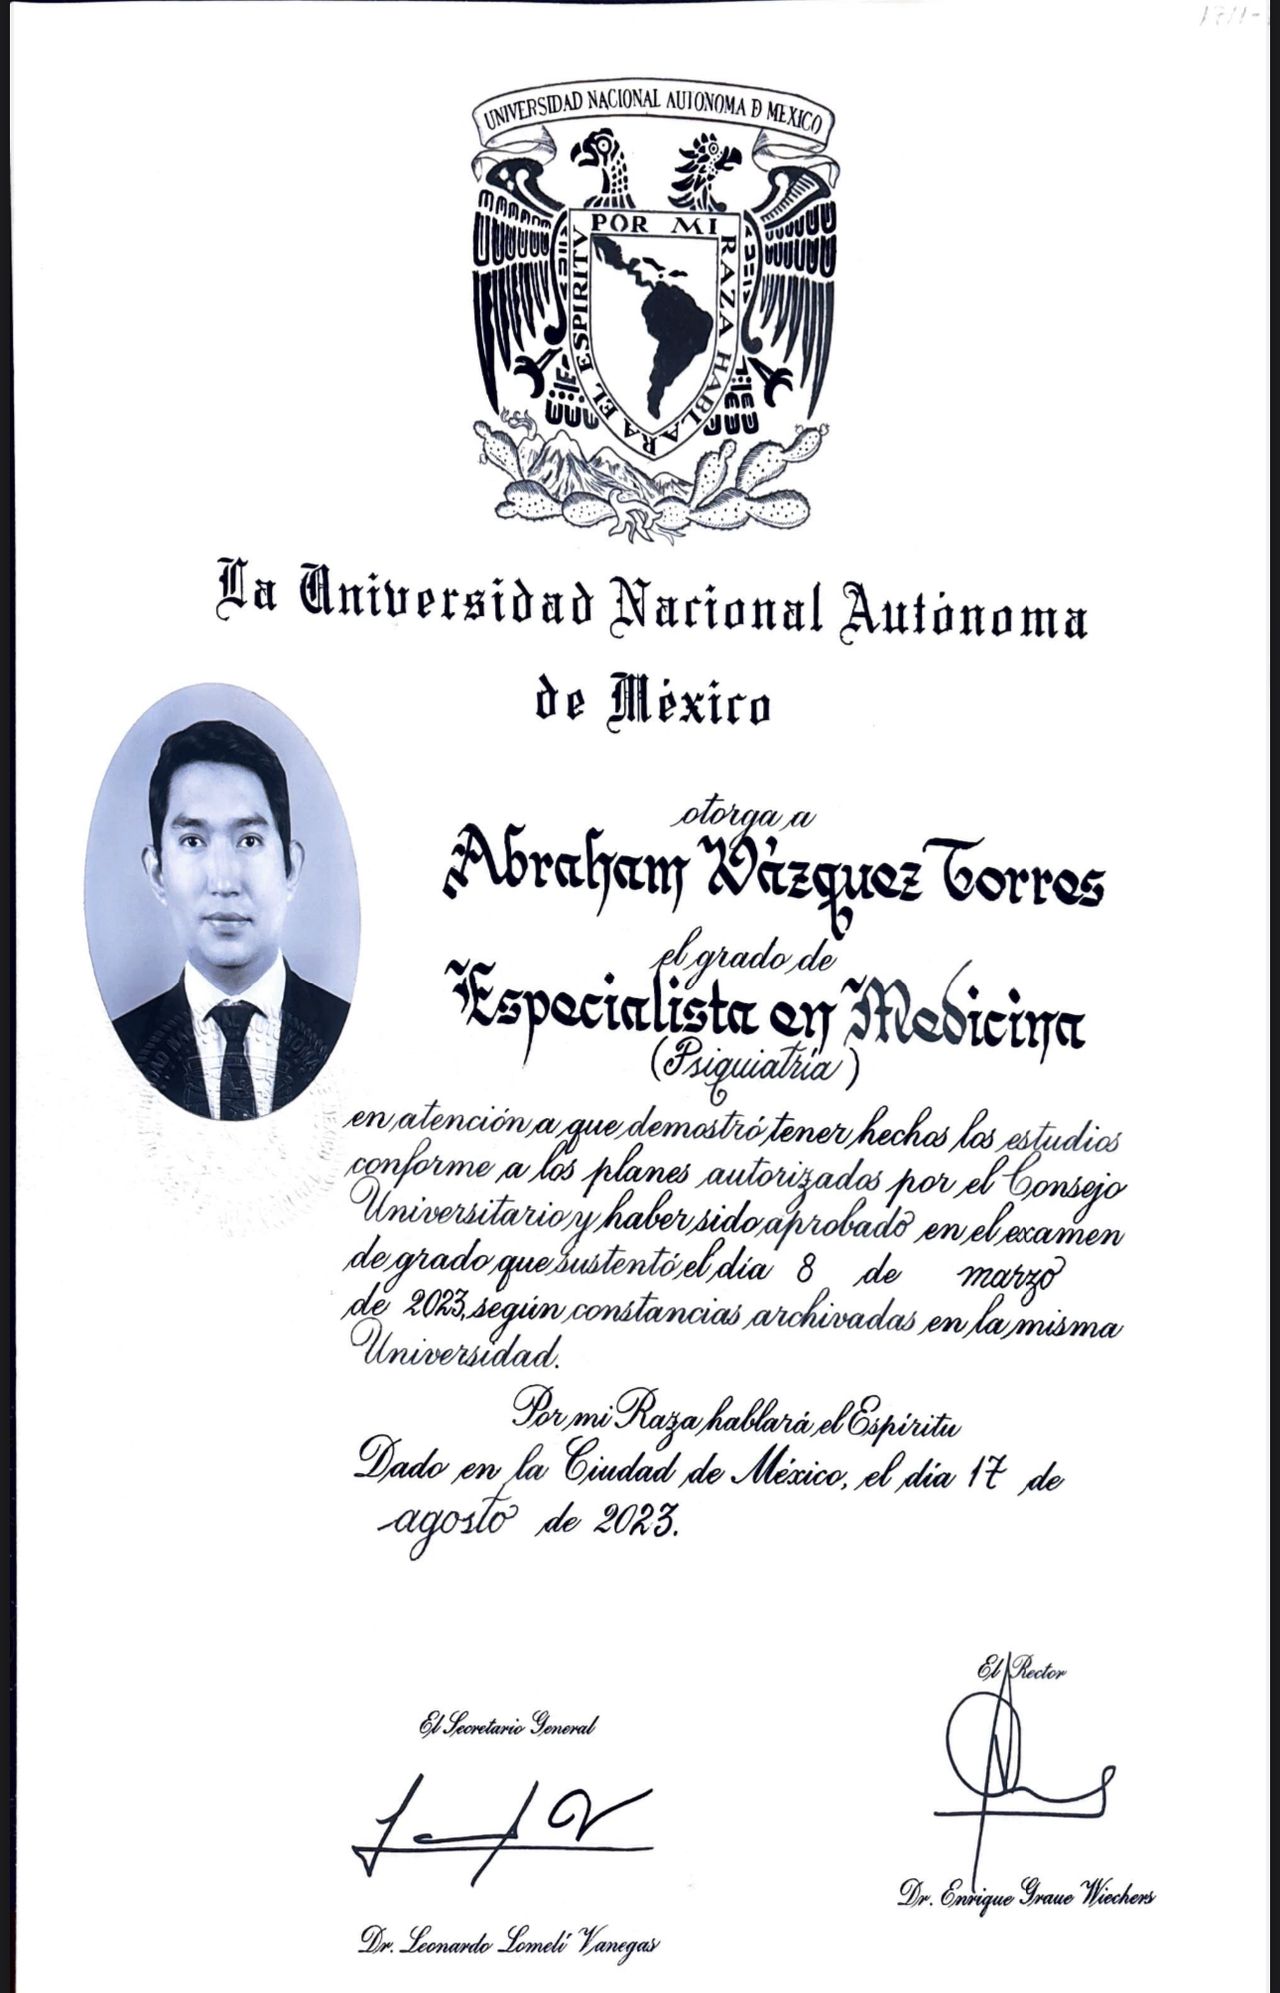 UNIVERSIDAD NACIONAL AUTONOMA D MEXICO
POR MI RAZA HABLARA EL ESPIRITV
La Universidad Nacional Autónoma
de México
otorga a
Abraham Vázquez Torres
el grado de
Especialista en Medicina
(Psiquiatría)
en atención a que demostró tener hechos los estudios
conforme a los planes autorizados por el Consejo
Universitario y haber sido aprobado en el examen
de grado que sustentó el día 8 de marzo
de 2023, según constancias archivadas en la misma
Universidad.
Por mi Raza hablará el Espíritu
Dado en la Ciudad de México, el día 17 de
agosto de 2023.
El Rector
El Secretario General
Dr. Enrique Graue Wiechers
Dr. Leonardo Lomelí Vanegas